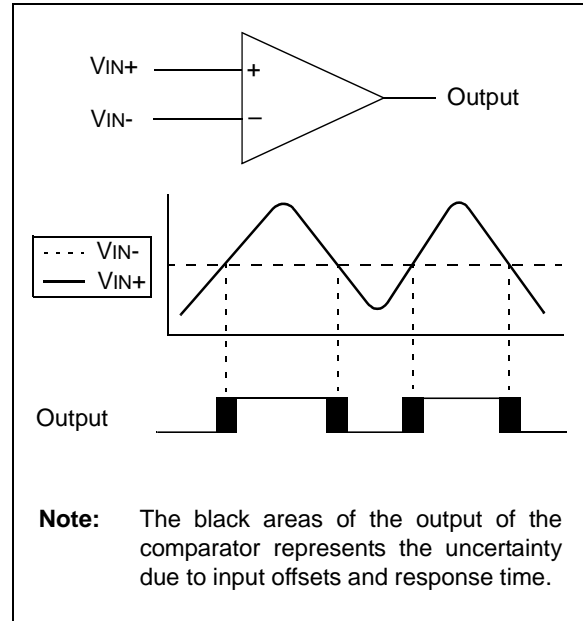 VIN+
+
Output
VIN-
−
VIN-
VIN+
Output
Note: The black areas of the output of the
comparator represents the uncertainty
due to input offsets and response time.